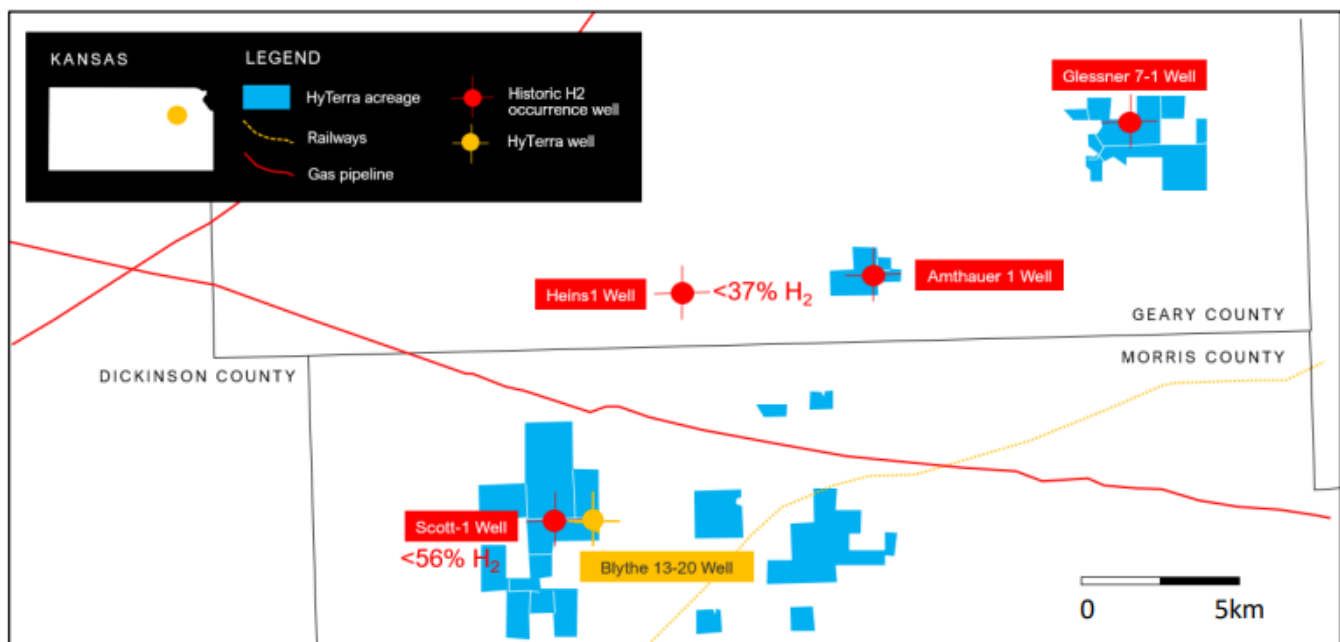 KANSAS
LEGEND
HyTerra acreage
Railways
Gas pipeline
Historic H2
occurrence well
HyTerra well
Glessner 7-1 Well
Heins1 Well
<37% H₂
Amthauer 1 Well
GEARY COUNTY
MORRIS COUNTY
DICKINSON COUNTY
Scott-1 Well
<56% H₂
Blythe 13-20 Well
0
5km